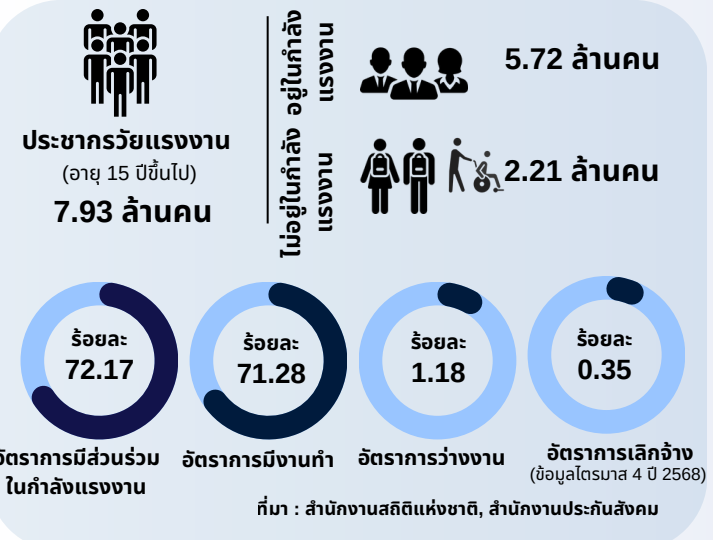 ประชากรวัยแรงงาน
(อายุ 15 ปีขึ้นไป)
7.93 ล้านคน
อยู่ในกำลัง
แรงงาน
5.72 ล้านคน
ไม่อยู่ในกำลัง
แรงงาน
2.21 ล้านคน
ร้อยละ
72.17
อัตราการมีส่วนร่วม
ในกำลังแรงงาน
ร้อยละ
71.28
อัตราการมีงานทำ
ร้อยละ
1.18
อัตราการว่างงาน
ร้อยละ
0.35
อัตราการเลิกจ้าง
(ข้อมูลไตรมาส 4 ปี 2568)
ที่มา : สำนักงานสถิติแห่งชาติ, สำนักงานประกันสังคม